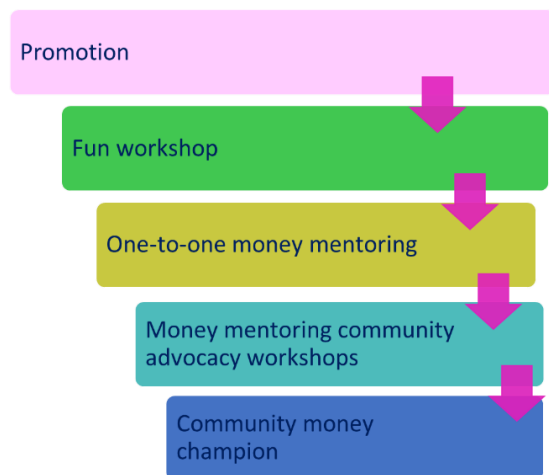 Promotion
Fun workshop
One-to-one money mentoring
Money mentoring community
advocacy workshops
Community money
champion